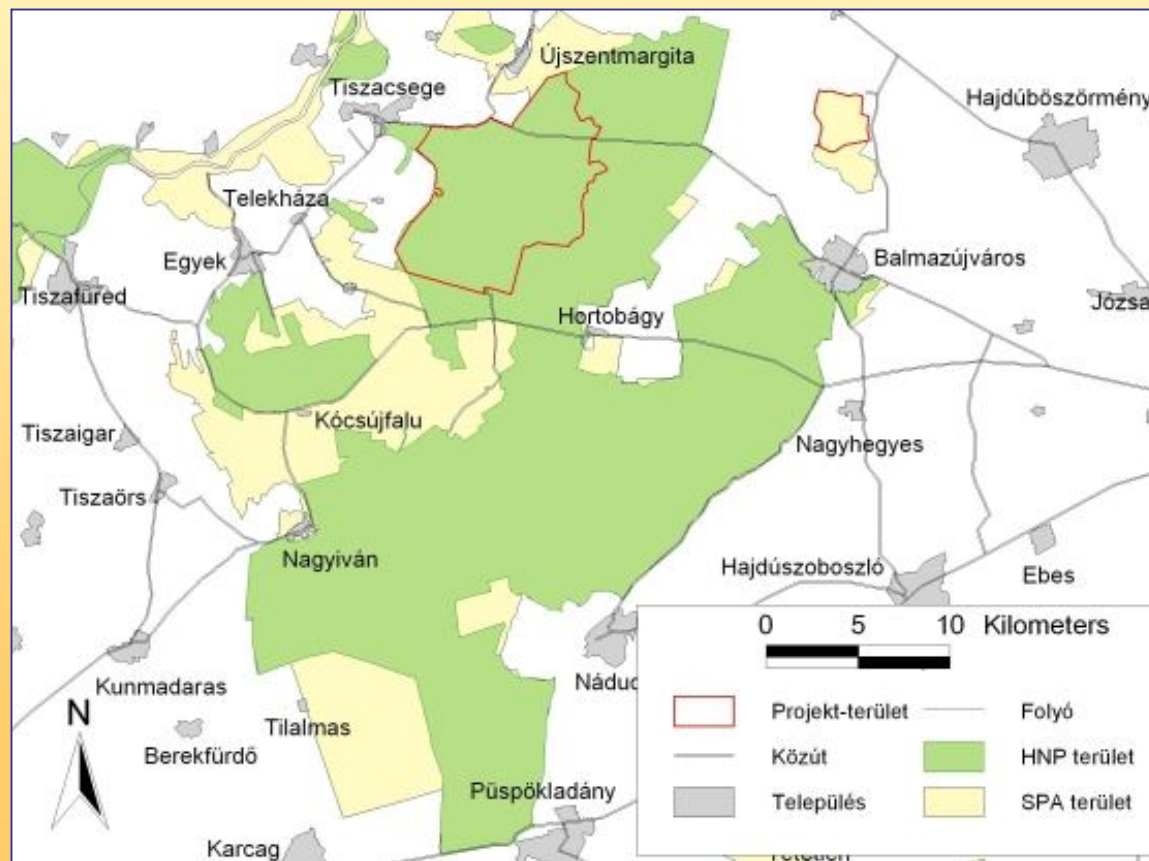 Újszentmargita
Tiszacsege
Hajdúböszörmény
Telekháza
Egyek
Balmazújváros
Tiszafüred
Józsa
Hortobágy
Kócsújfalu
Tiszaigar
Nagyhegyes
Tiszaörs
Nagyiván
Hajdúszoboszló
Ebes
0 5 10 Kilometers
Kunmadaras
Nádud
N
Tilalmas
Projekt-terület Folyó
Berekfürdő
Közút HNP terület
Püspökladány
Település SPA terület
Karcag